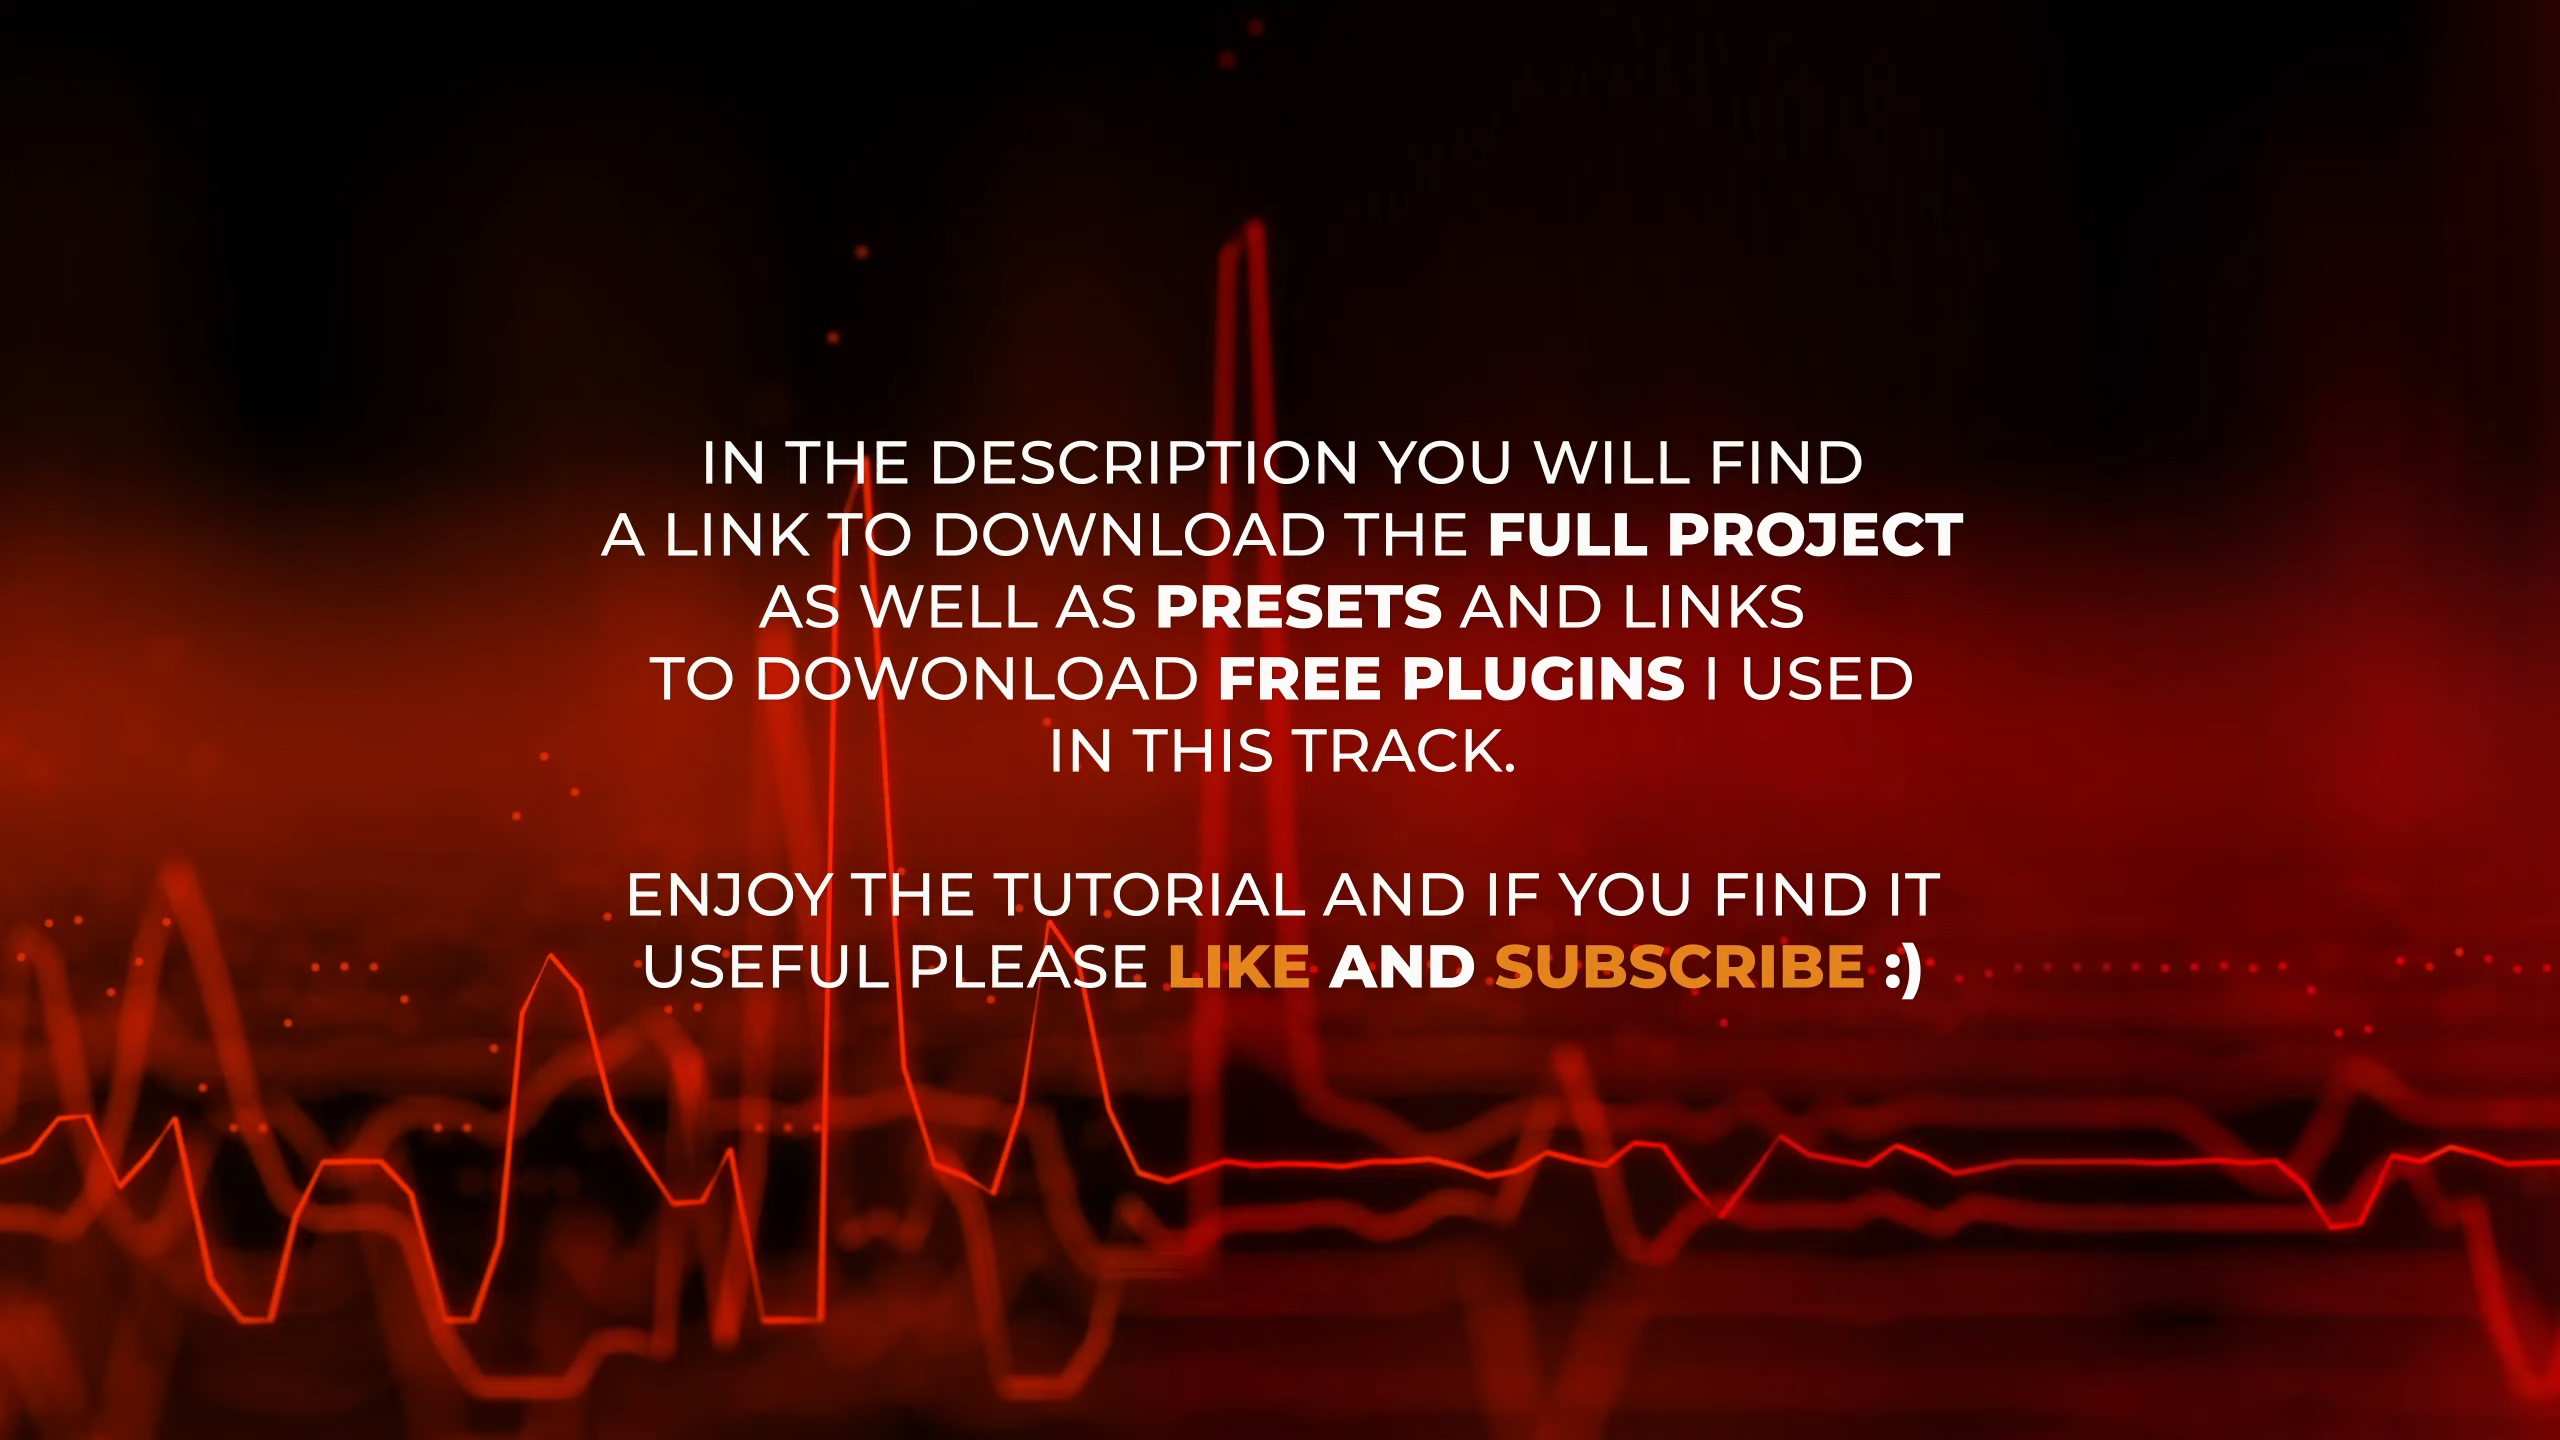 IN THE DESCRIPTION YOU WILL FIND
A LINK TO DOWNLOAD THE FULL PROJECT
AS WELL AS PRESETS AND LINKS
TO DOWONLOAD FREE PLUGINS I USED
IN THIS TRACK.
ENJOY THE TUTORIAL AND IF YOU FIND IT
USEFUL PLEASE LIKE AND SUBSCRIBE :)